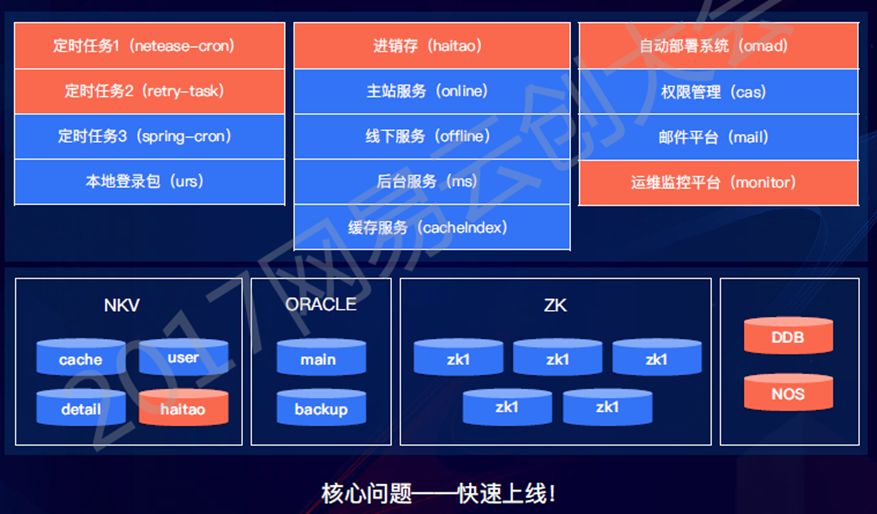 定时任务1（netease-cron）
定时任务2（retry-task）
定时任务3（spring-cron）
本地登录包（urs）
进销存（haitao）
主站服务（online）
线下服务（offline）
后台服务（ms）
缓存服务（cacheIndex）
自动部署系统（omad）
权限管理（cas）
邮件平台（mail）
运维监控平台（monitor）
NKV
cache
user
detail
haitao
ORACLE
main
backup
ZK
zk1
zk1
zk1
zk1
zk1
DDB
NOS
核心问题——快速上线!
2017网易云创大会